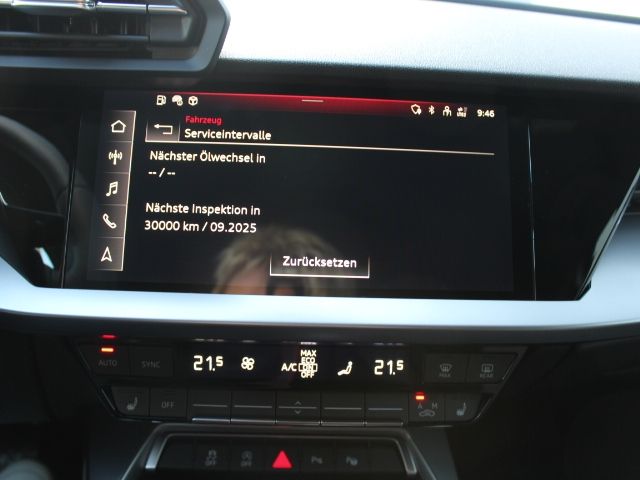 9:46
Fahrzeug
Serviceintervalle
Nächster Ölwechsel in
-- / --
Nächste Inspektion in
30000 km / 09.2025
Zurücksetzen
AUTO
SYNC
21.5
A/C
MAX
ECO
ON
OFF
21.5
MAX
REAR
OFF
A M